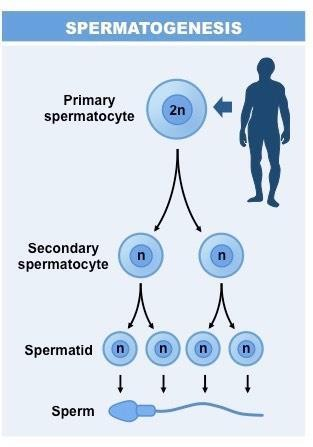 SPERMATOGENESIS
Primary
spermatocyte
2n
Secondary
spermatocyte
n n
Spermatid
n n n n
Sperm